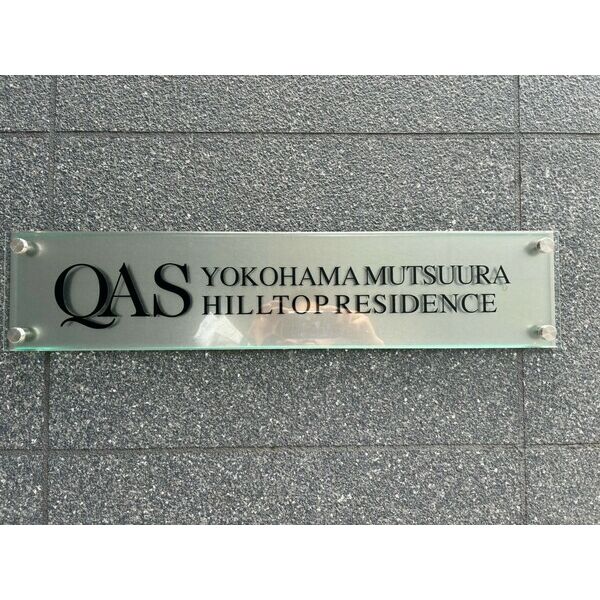 QAS YOKOHAMA MUTSUURA
HILLTOP RESIDENCE